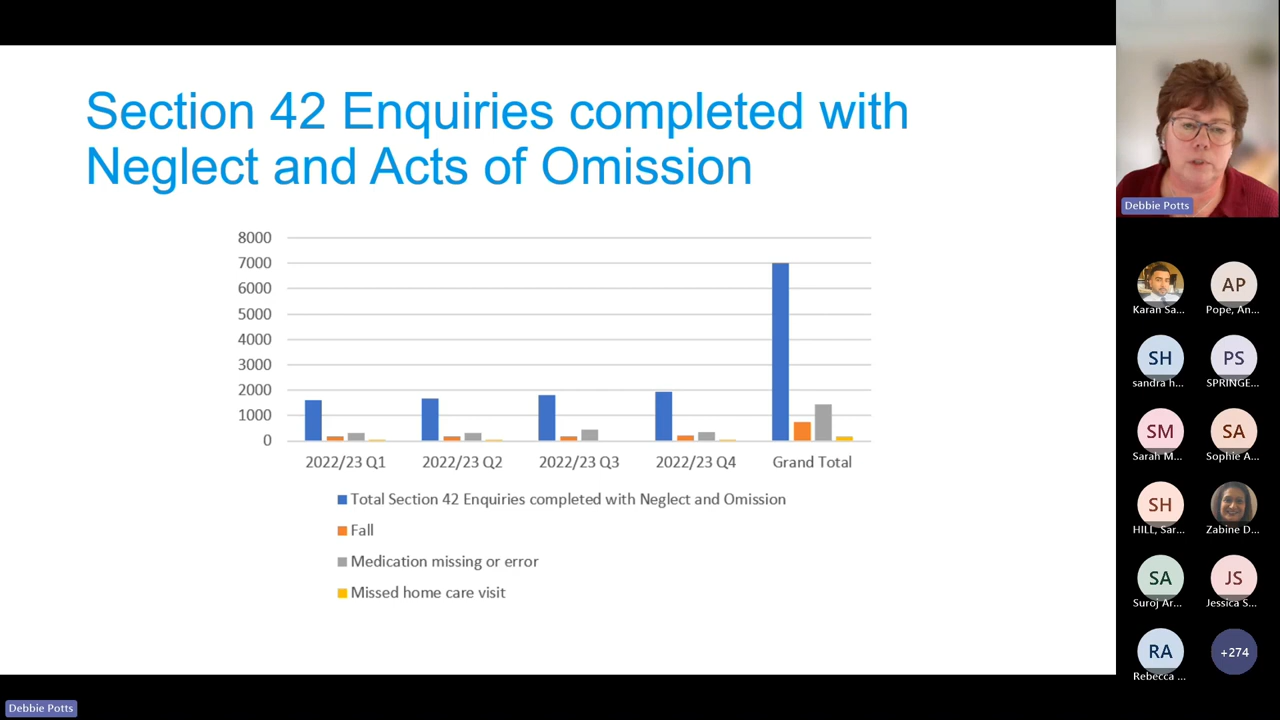 Section 42 Enquiries completed with
Neglect and Acts of Omission
8000
7000
6000
5000
4000
3000
2000
1000
0
2022/23 Q1
2022/23 Q2
2022/23 Q3
2022/23 Q4
Grand Total
Total Section 42 Enquiries completed with Neglect and Omission
Fall
Medication missing or error
Missed home care visit
Debbie Potts
Karan Sa...
AP
Pope, An...
SH
sandra h...
PS
SPRINGE...
SM
Sarah M...
SA
Sophie A...
SH
HILL, Sar...
Zabine D...
SA
Suroj Ar...
JS
Jessica S...
RA
Rebecca ...
+274
Debbie Potts